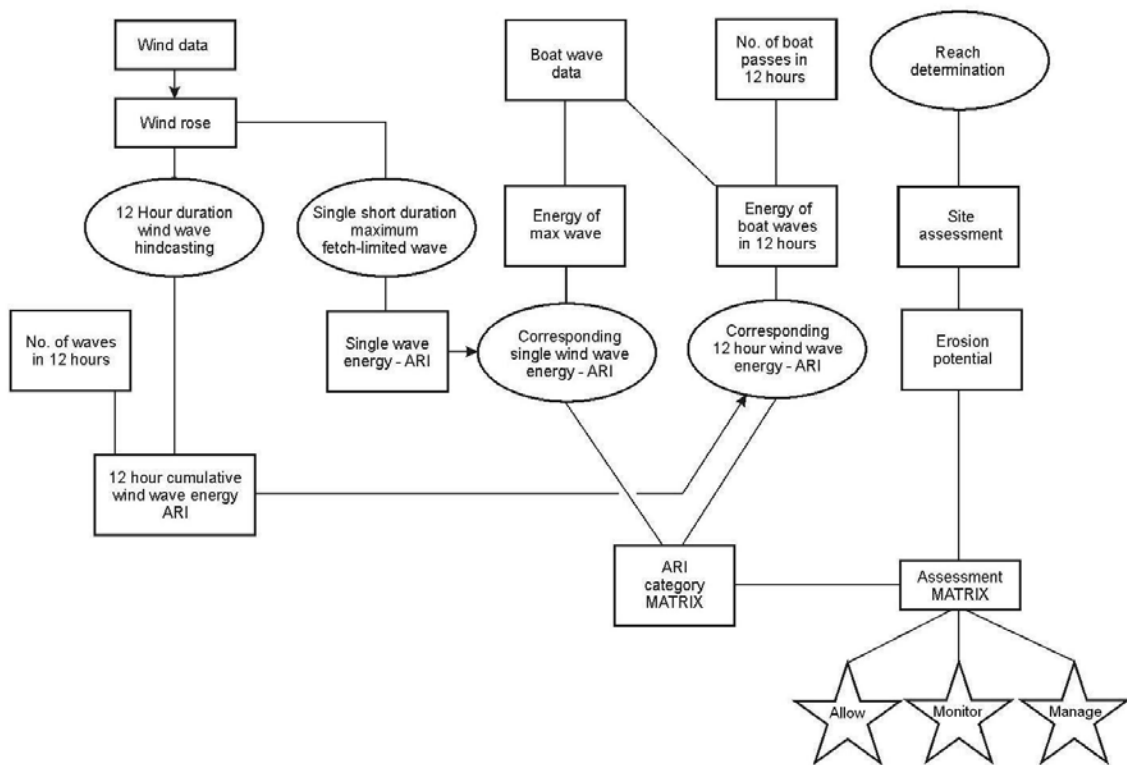 Wind data
Boat wave
data
No. of boat
passes in
12 hours
Reach
determination
Wind rose
12 Hour duration
wind wave
hindcasting
Single short duration
maximum
fetch-limited wave
Energy of
max wave
Energy of
boat waves
in 12 hours
Site
assessment
No. of waves
in 12 hours
Single wave
energy - ARI
Corresponding
single wind wave
energy - ARI
Corresponding
12 hour wind wave
energy - ARI
Erosion
potential
12 hour cumulative
wind wave energy
ARI
ARI
category
MATRIX
Assessment
MATRIX
Allow
Monitor
Manage